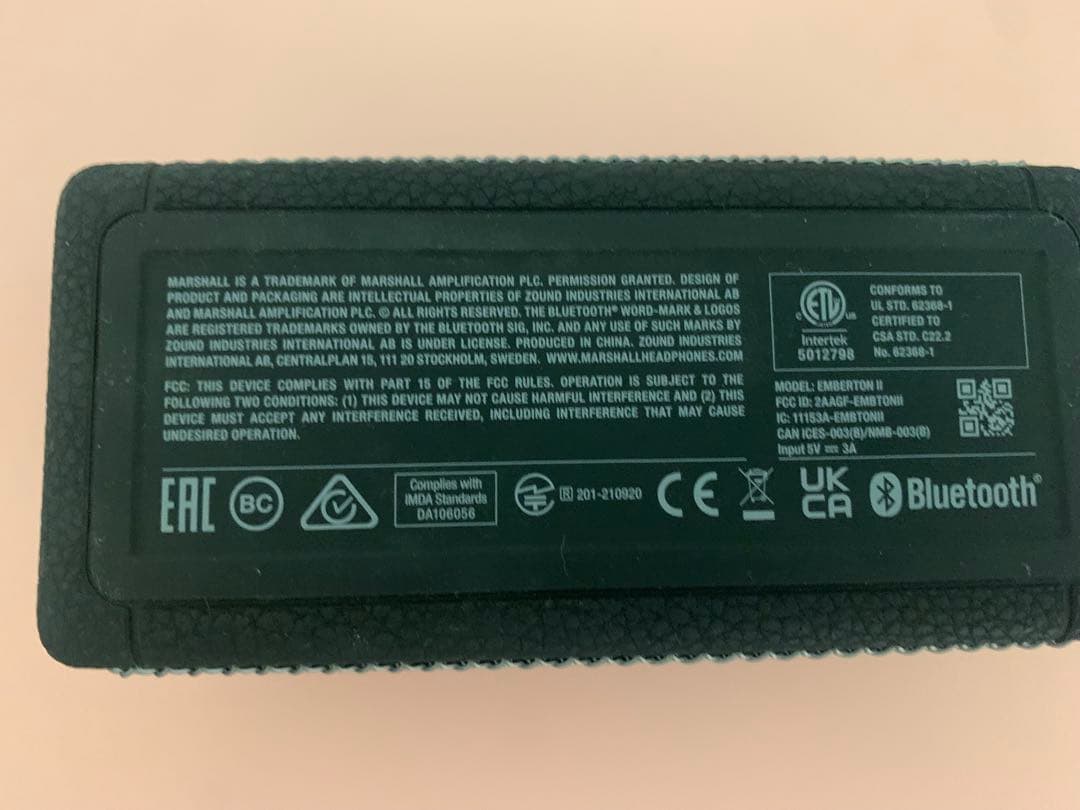 MARSHALL IS A TRADEMARK OF MARSHALL AMPLIFICATION PLC. PERMISSION GRANTED. DESIGN OF
PRODUCT AND PACKAGING ARE INTELLECTUAL PROPERTIES OF ZOUND INDUSTRIES INTERNATIONAL AB
AND MARSHALL AMPLIFICATION PLC. © ALL RIGHTS RESERVED. THE BLUETOOTH® WORD-MARK & LOGOS
ARE REGISTERED TRADEMARKS OWNED BY THE BLUETOOTH SIG, INC. AND ANY USE OF SUCH MARKS BY
ZOUND INDUSTRIES INTERNATIONAL AB IS UNDER LICENSE. PRODUCED IN CHINA. ZOUND INDUSTRIES
INTERNATIONAL AB, CENTRALPLAN 15, 111 20 STOCKHOLM, SWEDEN. WWW.MARSHALLHEADPHONES.COM
FCC: THIS DEVICE COMPLIES WITH PART 15 OF THE FCC RULES. OPERATION IS SUBJECT TO THE
FOLLOWING TWO CONDITIONS: (1) THIS DEVICE MAY NOT CAUSE HARMFUL INTERFERENCE AND (2) THIS
DEVICE MUST ACCEPT ANY INTERFERENCE RECEIVED, INCLUDING INTERFERENCE THAT MAY CAUSE
UNDESIRED OPERATION.
ETL
C US
Intertek
5012798
CONFORMS TO
UL STD. 62368-1
CERTIFIED TO
CSA STD. C22.2
No. 62368-1
MODEL: EMBERTON II
FCC ID: 2AAGF-EMBTONII
IC: 11153A-EMBTONII
CAN ICES-003(B)/NMB-003(B)
Input 5V ⎓ 3A
EAC
BC
Complies with
IMDA Standards
DA106056
R 201-210920
CE
UK
CA
Bluetooth®